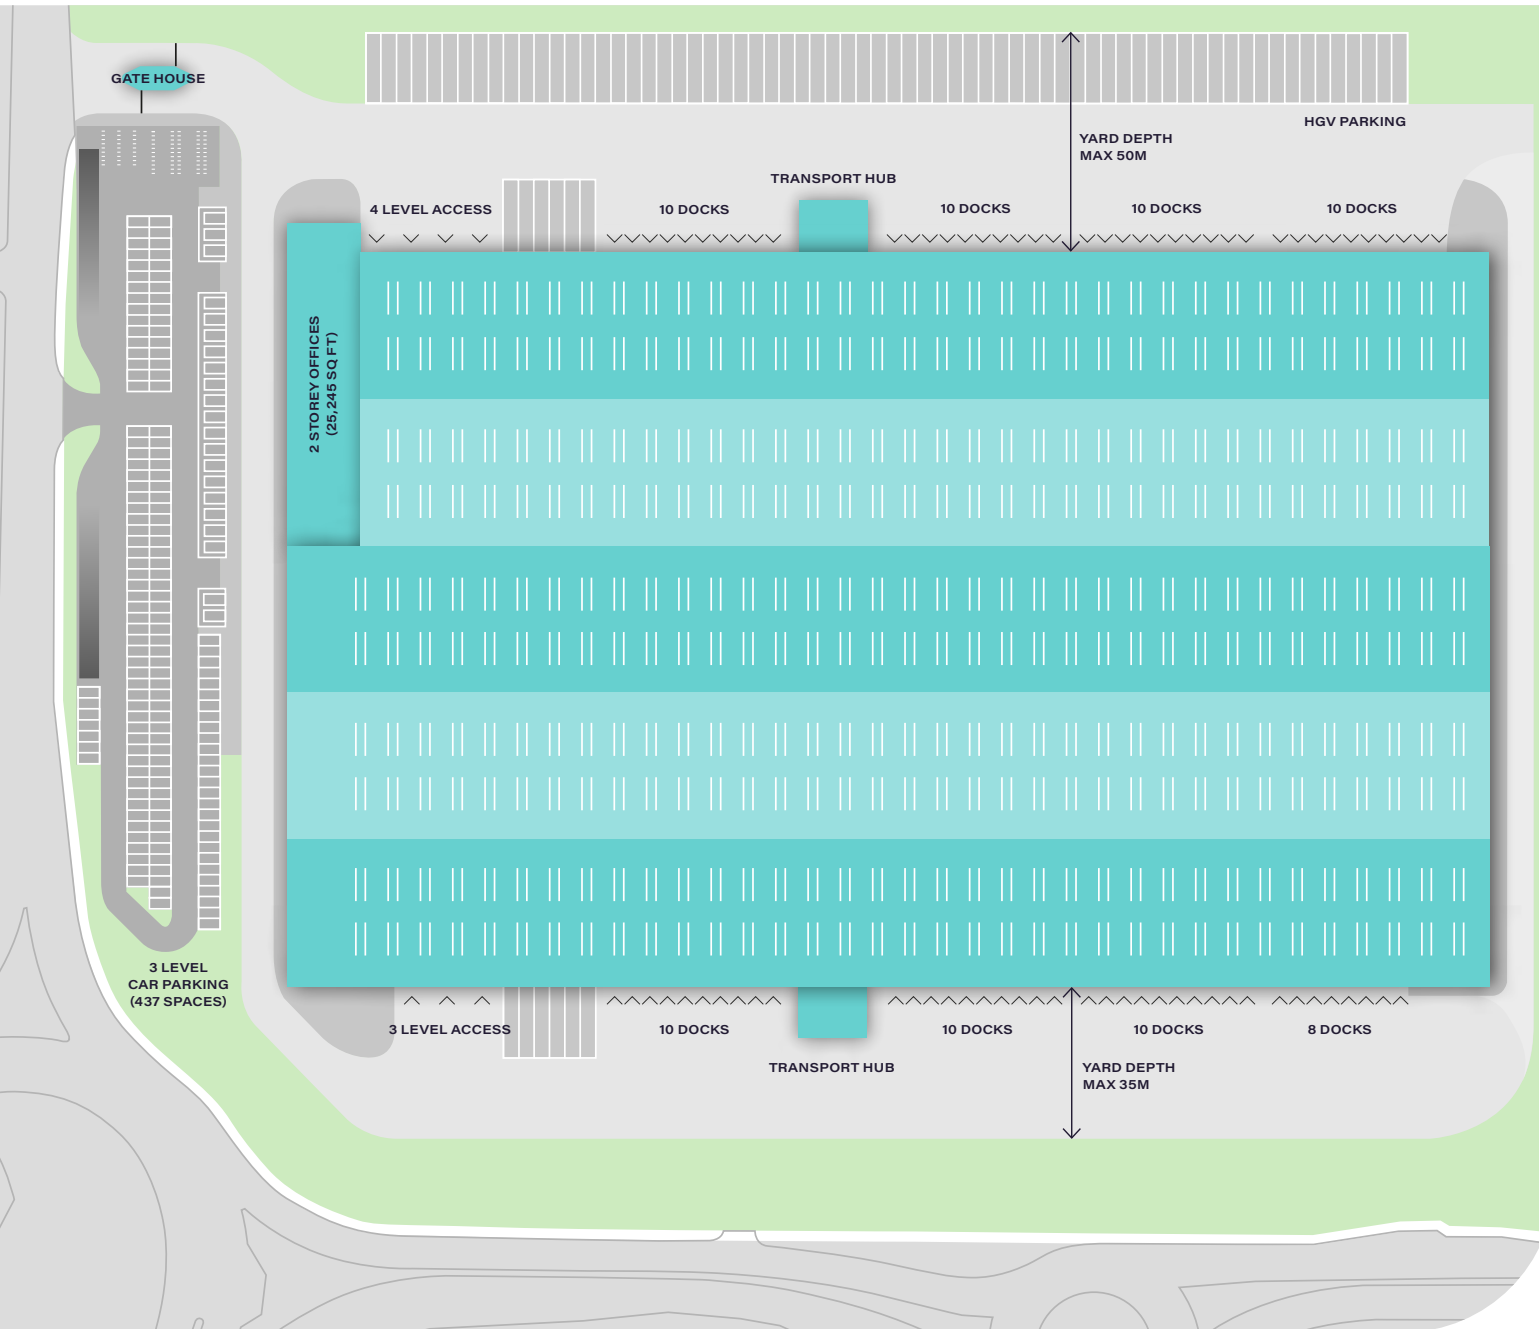 GATE HOUSE
HGV PARKING
YARD DEPTH
MAX 50M
TRANSPORT HUB
4 LEVEL ACCESS
10 DOCKS
10 DOCKS
10 DOCKS
10 DOCKS
2 STOREY OFFICES
(25,245 SQ FT)
3 LEVEL
CAR PARKING
(437 SPACES)
3 LEVEL ACCESS
10 DOCKS
10 DOCKS
10 DOCKS
8 DOCKS
TRANSPORT HUB
YARD DEPTH
MAX 35M